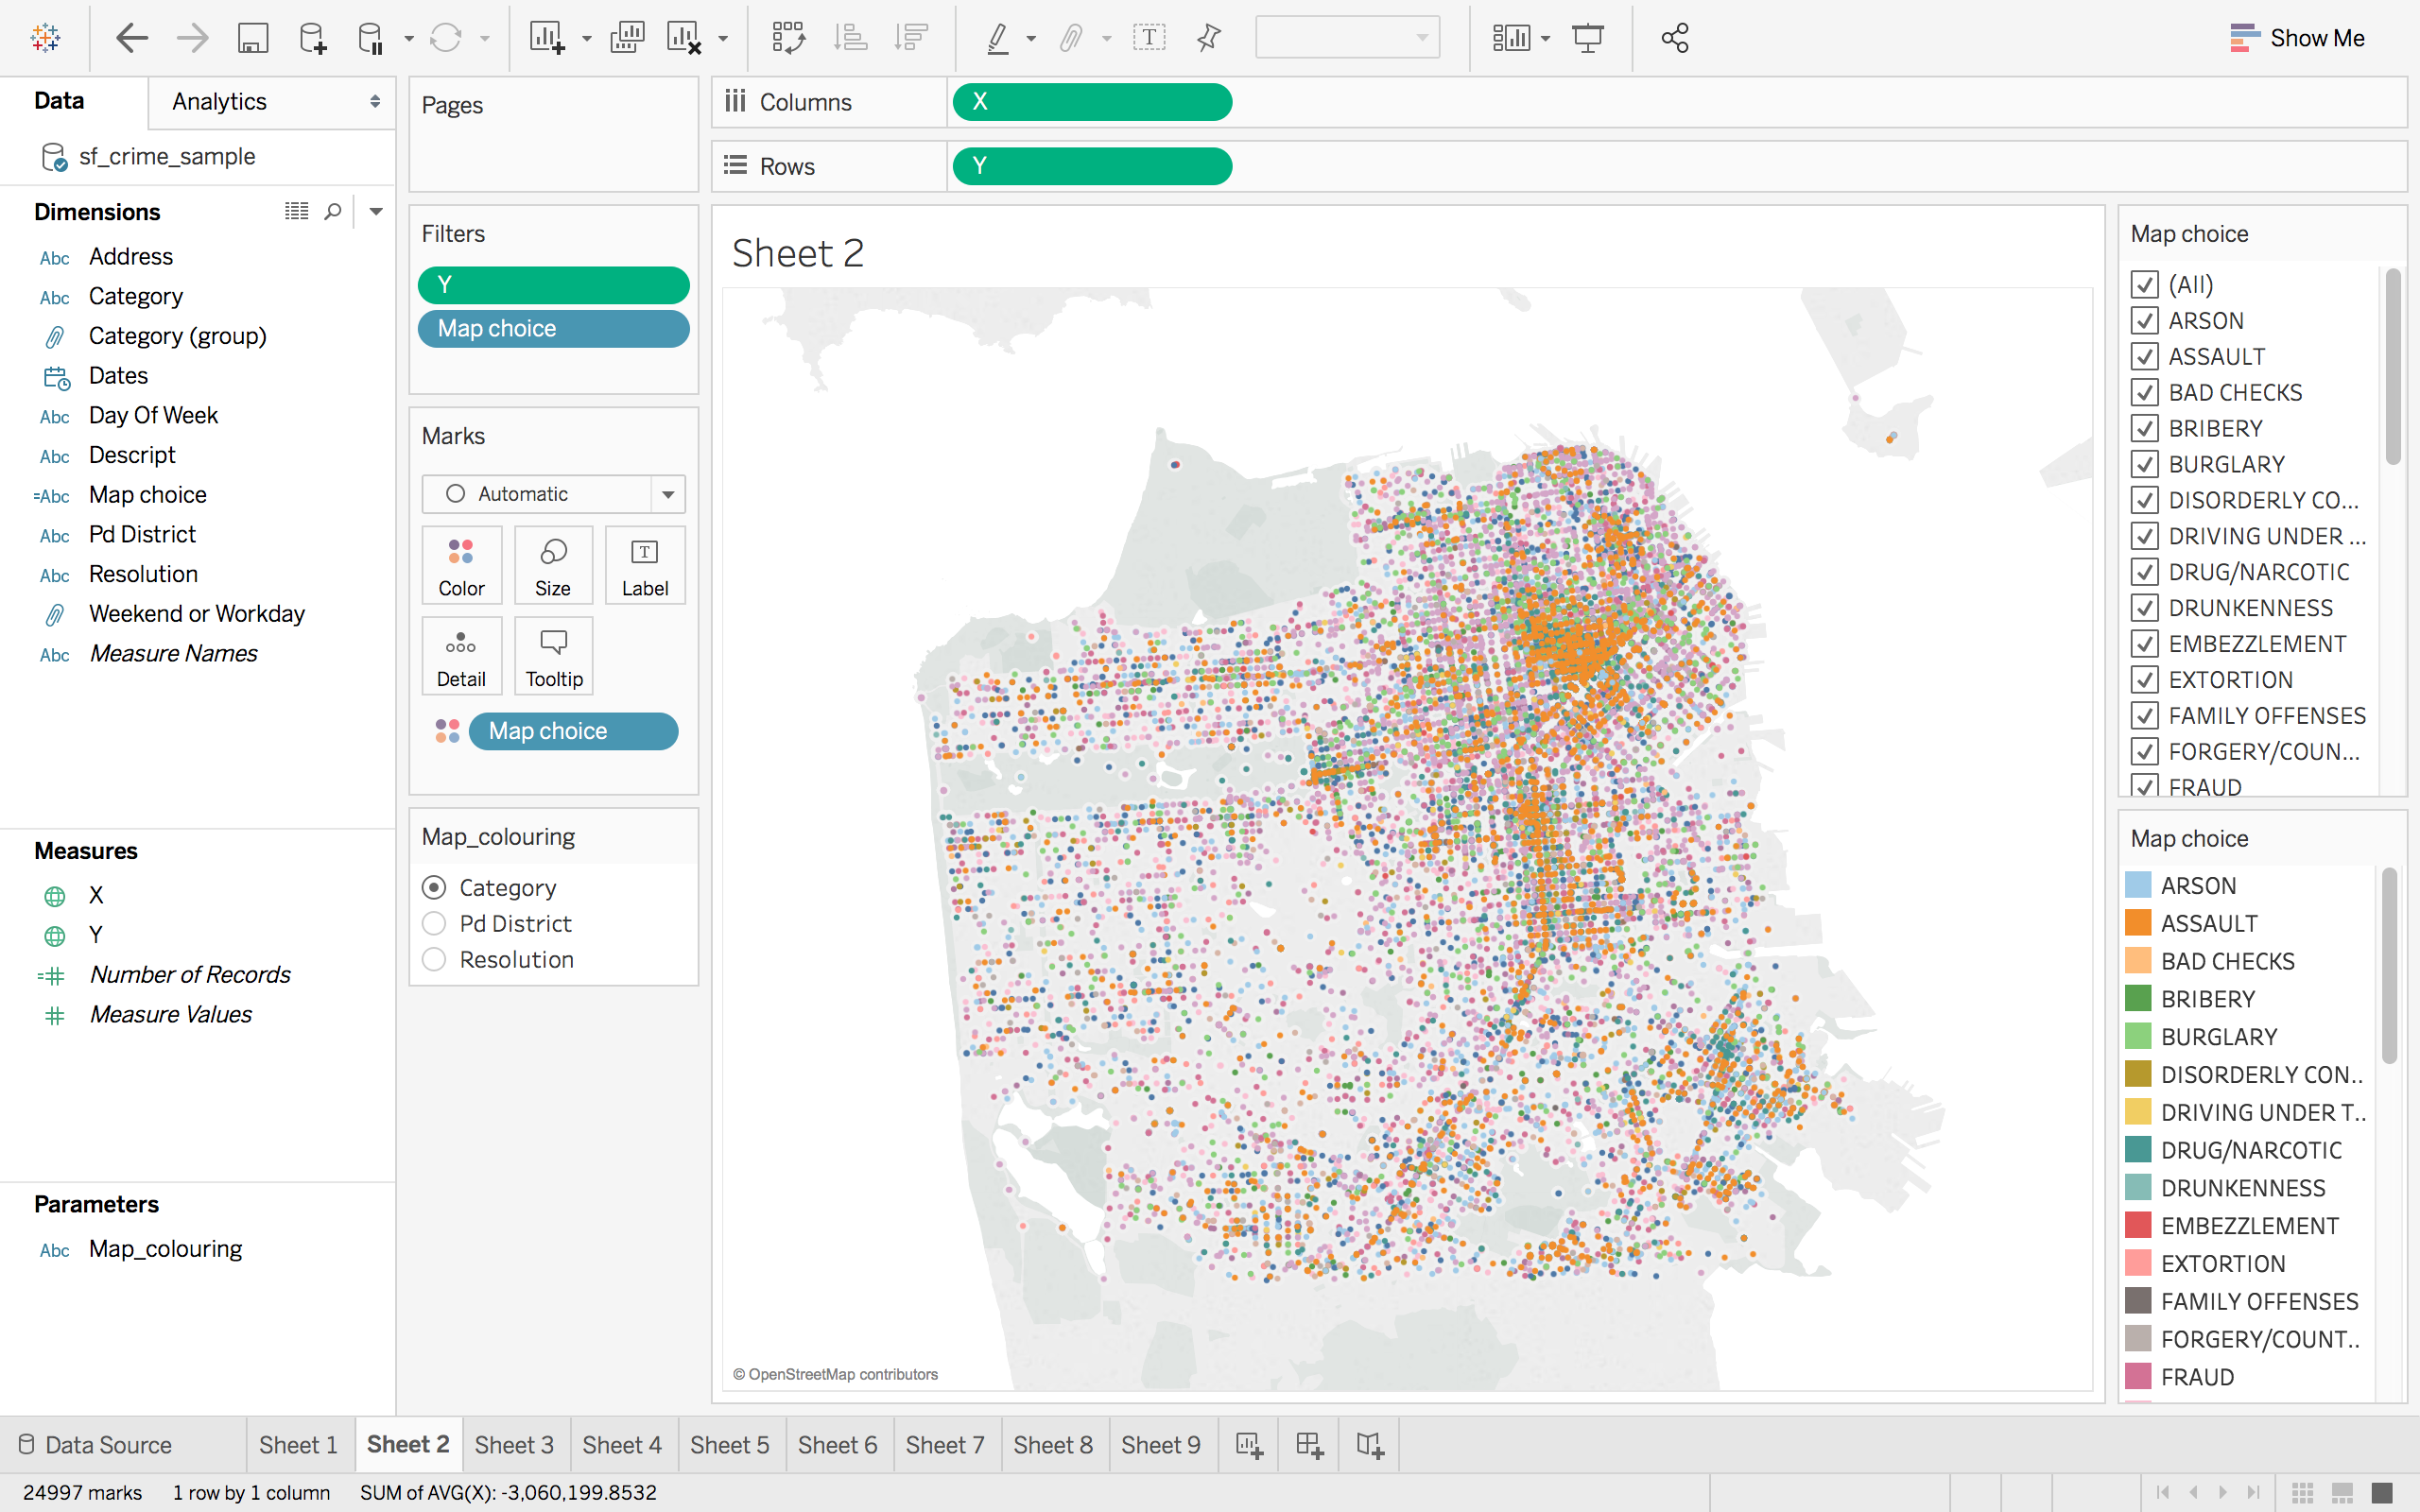 Show Me
Data
Analytics
sf_crime_sample
Dimensions
Abc Address
Abc Category
Category (group)
Dates
Abc Day Of Week
Abc Descript
=Abc Map choice
Abc Pd District
Abc Resolution
Weekend or Workday
Abc Measure Names
Measures
X
Y
=# Number of Records
# Measure Values
Parameters
Abc Map_colouring
Pages
Filters
Y
Map choice
Marks
Automatic
Color
Size
T
Label
Detail
Tooltip
Map choice
Map_colouring
Category
Pd District
Resolution
Columns
X
Rows
Y
Sheet 2
© OpenStreetMap contributors
Map choice
(All)
ARSON
ASSAULT
BAD CHECKS
BRIBERY
BURGLARY
DISORDERLY CO...
DRIVING UNDER ...
DRUG/NARCOTIC
DRUNKENNESS
EMBEZZLEMENT
EXTORTION
FAMILY OFFENSES
FORGERY/COUN...
FRAUD
Map choice
ARSON
ASSAULT
BAD CHECKS
BRIBERY
BURGLARY
DISORDERLY CON..
DRIVING UNDER T..
DRUG/NARCOTIC
DRUNKENNESS
EMBEZZLEMENT
EXTORTION
FAMILY OFFENSES
FORGERY/COUNT..
FRAUD
Data Source
Sheet 1
Sheet 2
Sheet 3
Sheet 4
Sheet 5
Sheet 6
Sheet 7
Sheet 8
Sheet 9
24997 marks
1 row by 1 column
SUM of AVG(X): -3,060,199.8532